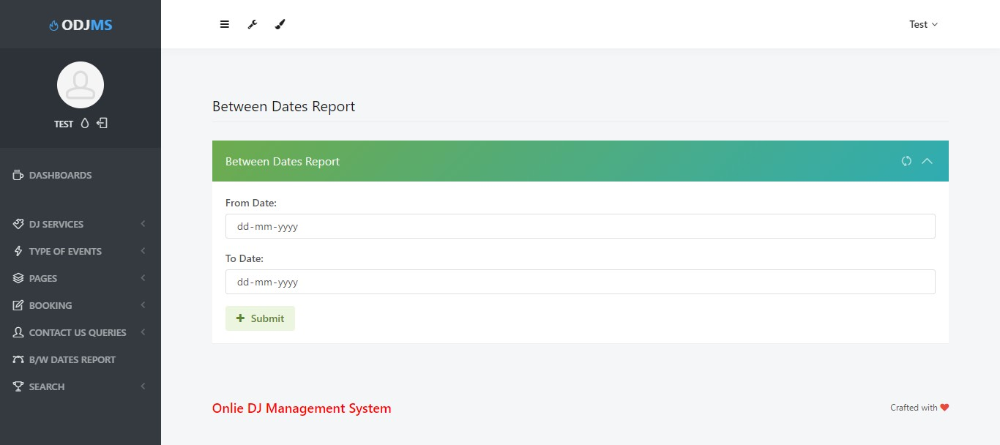 ODJMS
Test
TEST
DASHBOARDS
DJ SERVICES
TYPE OF EVENTS
PAGES
BOOKING
CONTACT US QUERIES
B/W DATES REPORT
SEARCH
Between Dates Report
Between Dates Report
From Date:
dd-mm-yyyy
To Date:
dd-mm-yyyy
Submit
Onlie DJ Management System
Crafted with